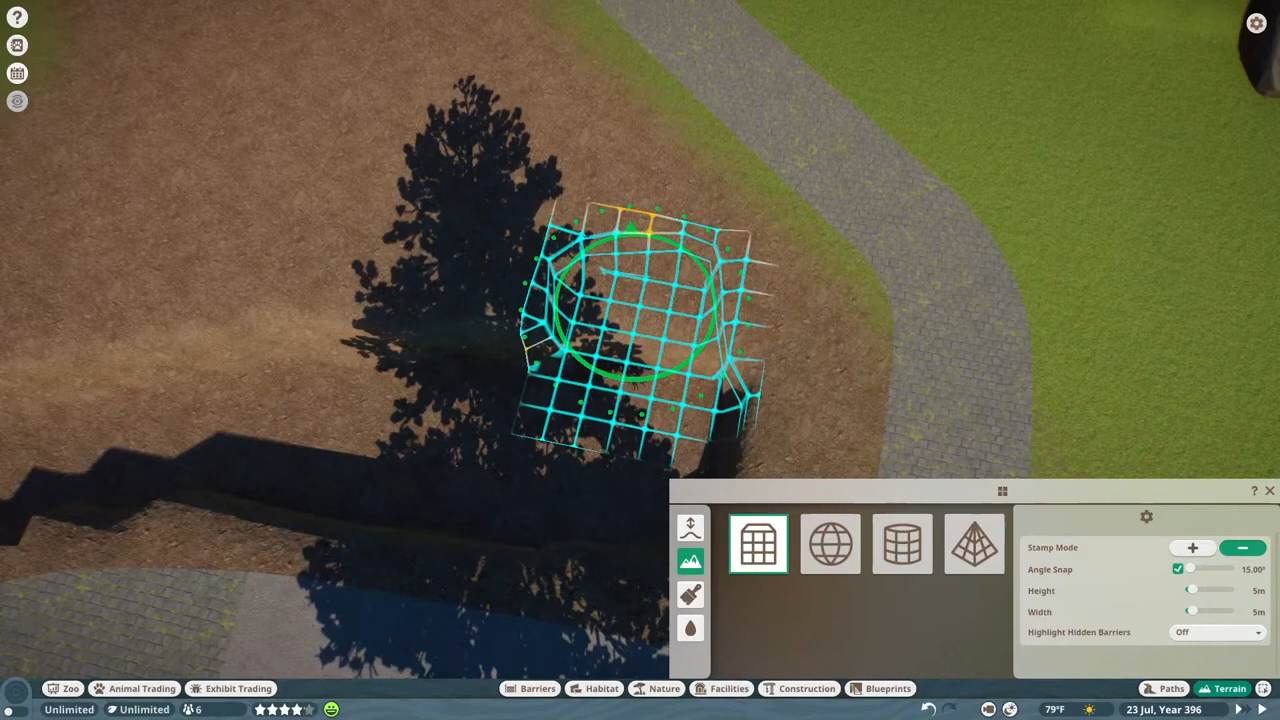 ?
?
Stamp Mode
Angle Snap 15.00°
Height 5m
Width 5m
Highlight Hidden Barriers Off
Zoo Animal Trading Exhibit Trading Barriers Habitat Nature Facilities Construction Blueprints Paths Terrain
Unlimited Unlimited 6 79°F 23 Jul, Year 396